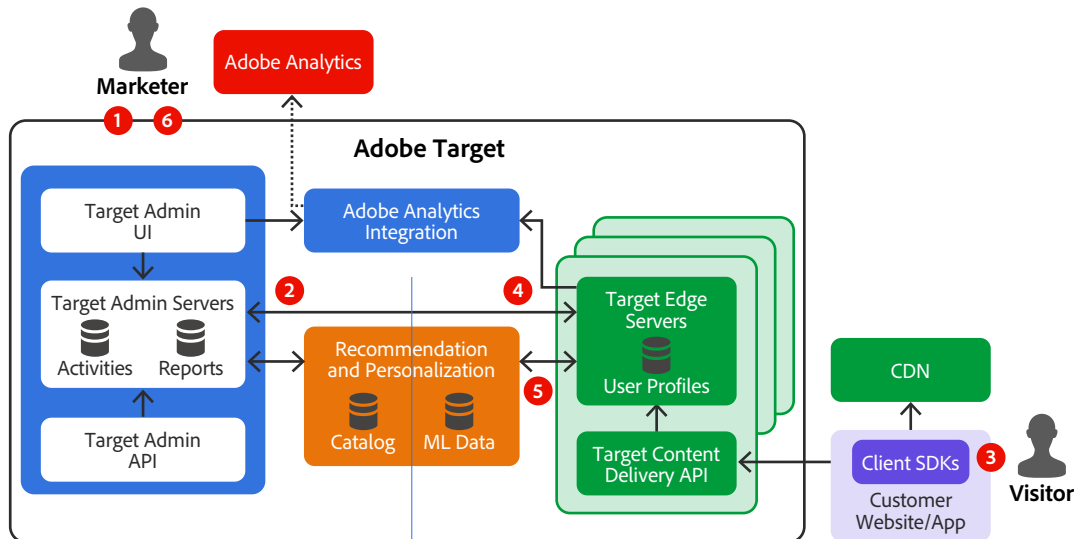 Marketer
1
6
Adobe Analytics
Adobe Target
Target Admin
UI
Adobe Analytics
Integration
Target Admin Servers
Activities
Reports
2
4
Target Edge
Servers
User Profiles
Recommendation
and Personalization
Catalog
ML Data
5
Target Admin
API
Target Content
Delivery API
CDN
Client SDKs
3
Customer
Website/App
Visitor